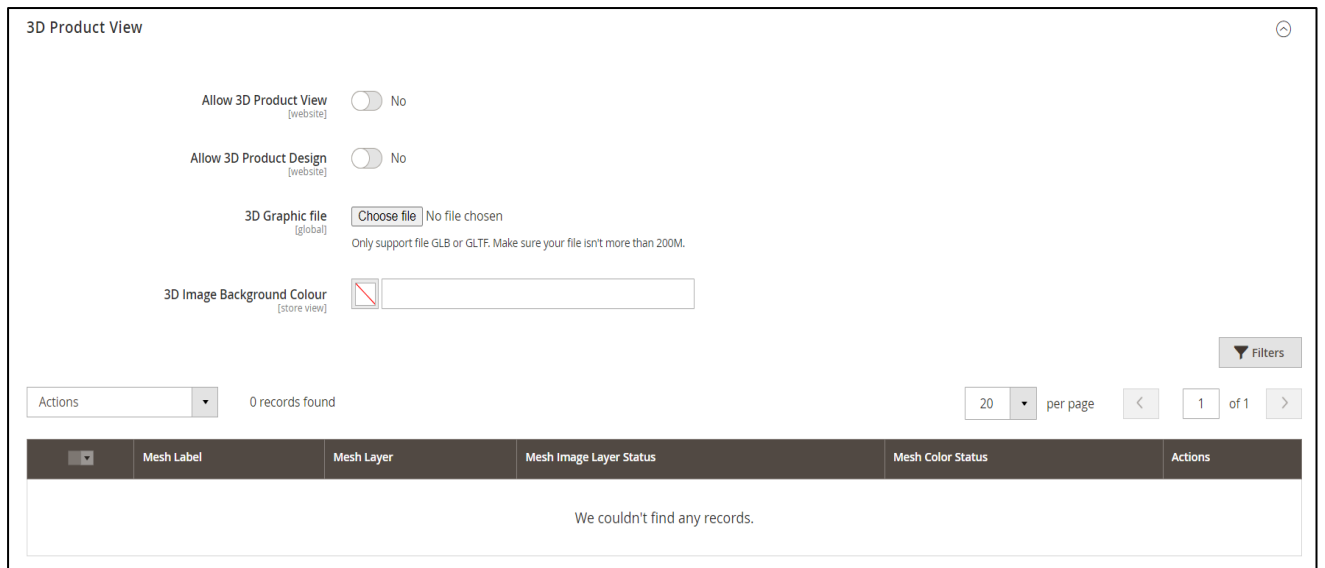 3D Product View
Allow 3D Product View
[website]
No
Allow 3D Product Design
[website]
No
3D Graphic file
[global]
Choose file No file chosen
Only support file GLB or GLTF. Make sure your file isn't more than 200M.
3D Image Background Colour
[store view]
Filters
Actions 0 records found 20 per page 1 of 1
Mesh Label Mesh Layer Mesh Image Layer Status Mesh Color Status Actions
We couldn't find any records.